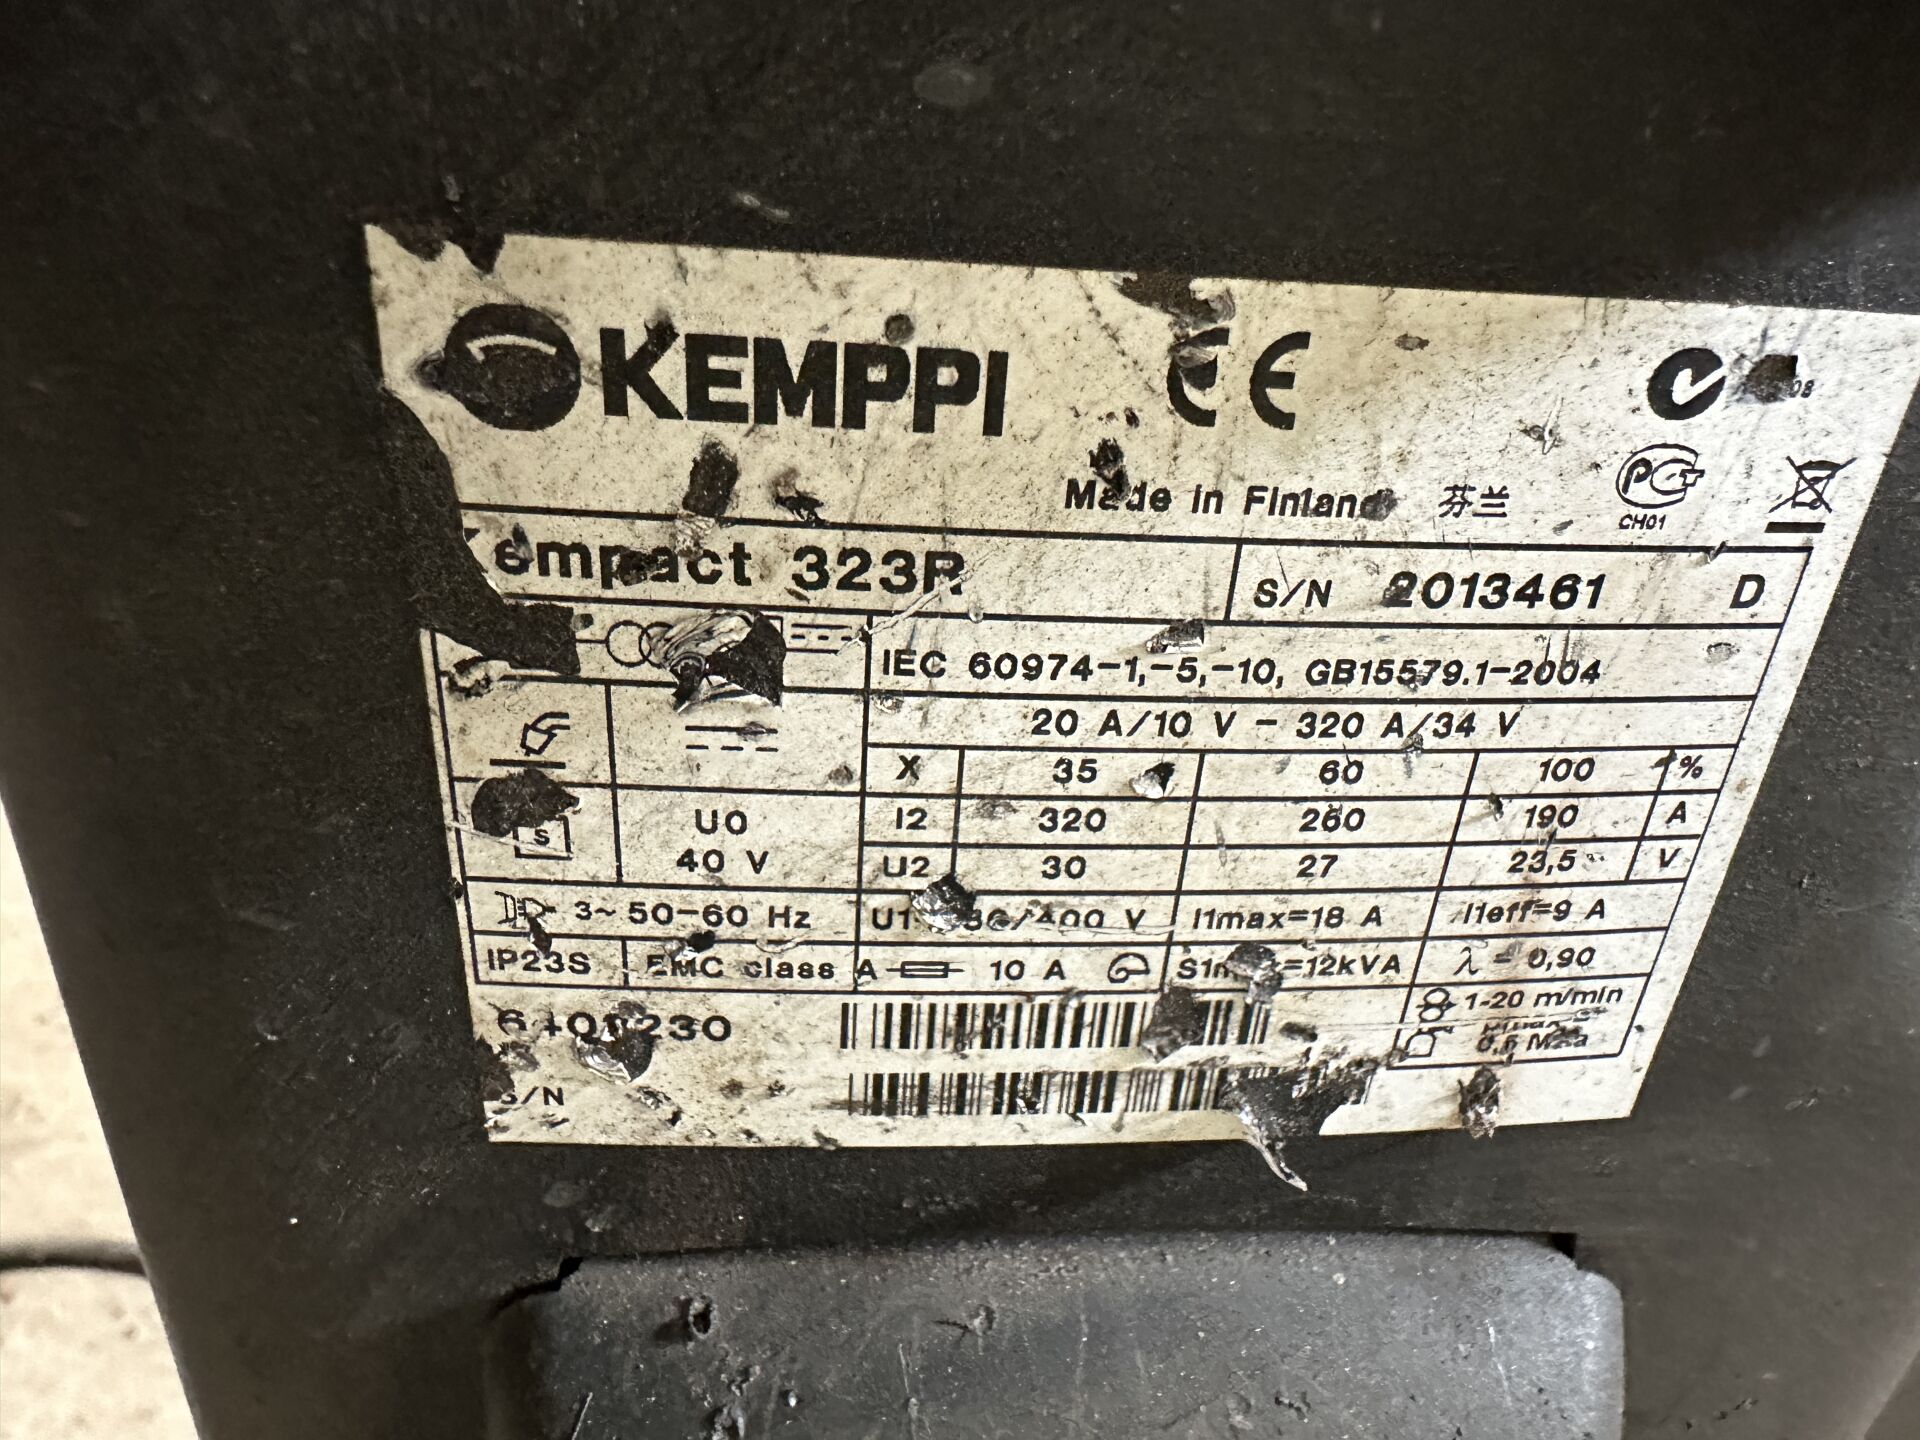 KEMPPI CE
Made in Finland 芬兰
PC
CH01
Kempact 323R
S/N 2013461 D
IEC 60974-1,-5,-10, GB15579.1-2004
20 A/10 V - 320 A/34 V
X 35 60 100 %
I2 320 260 190 A
U2 30 27 23,5 V
S
U0
40 V
3~ 50-60 Hz I1max=18 A I1eff=9 A
IP23S EMC class A 10 A =12kVA λ = 0,90
1-20 m/min
S/N